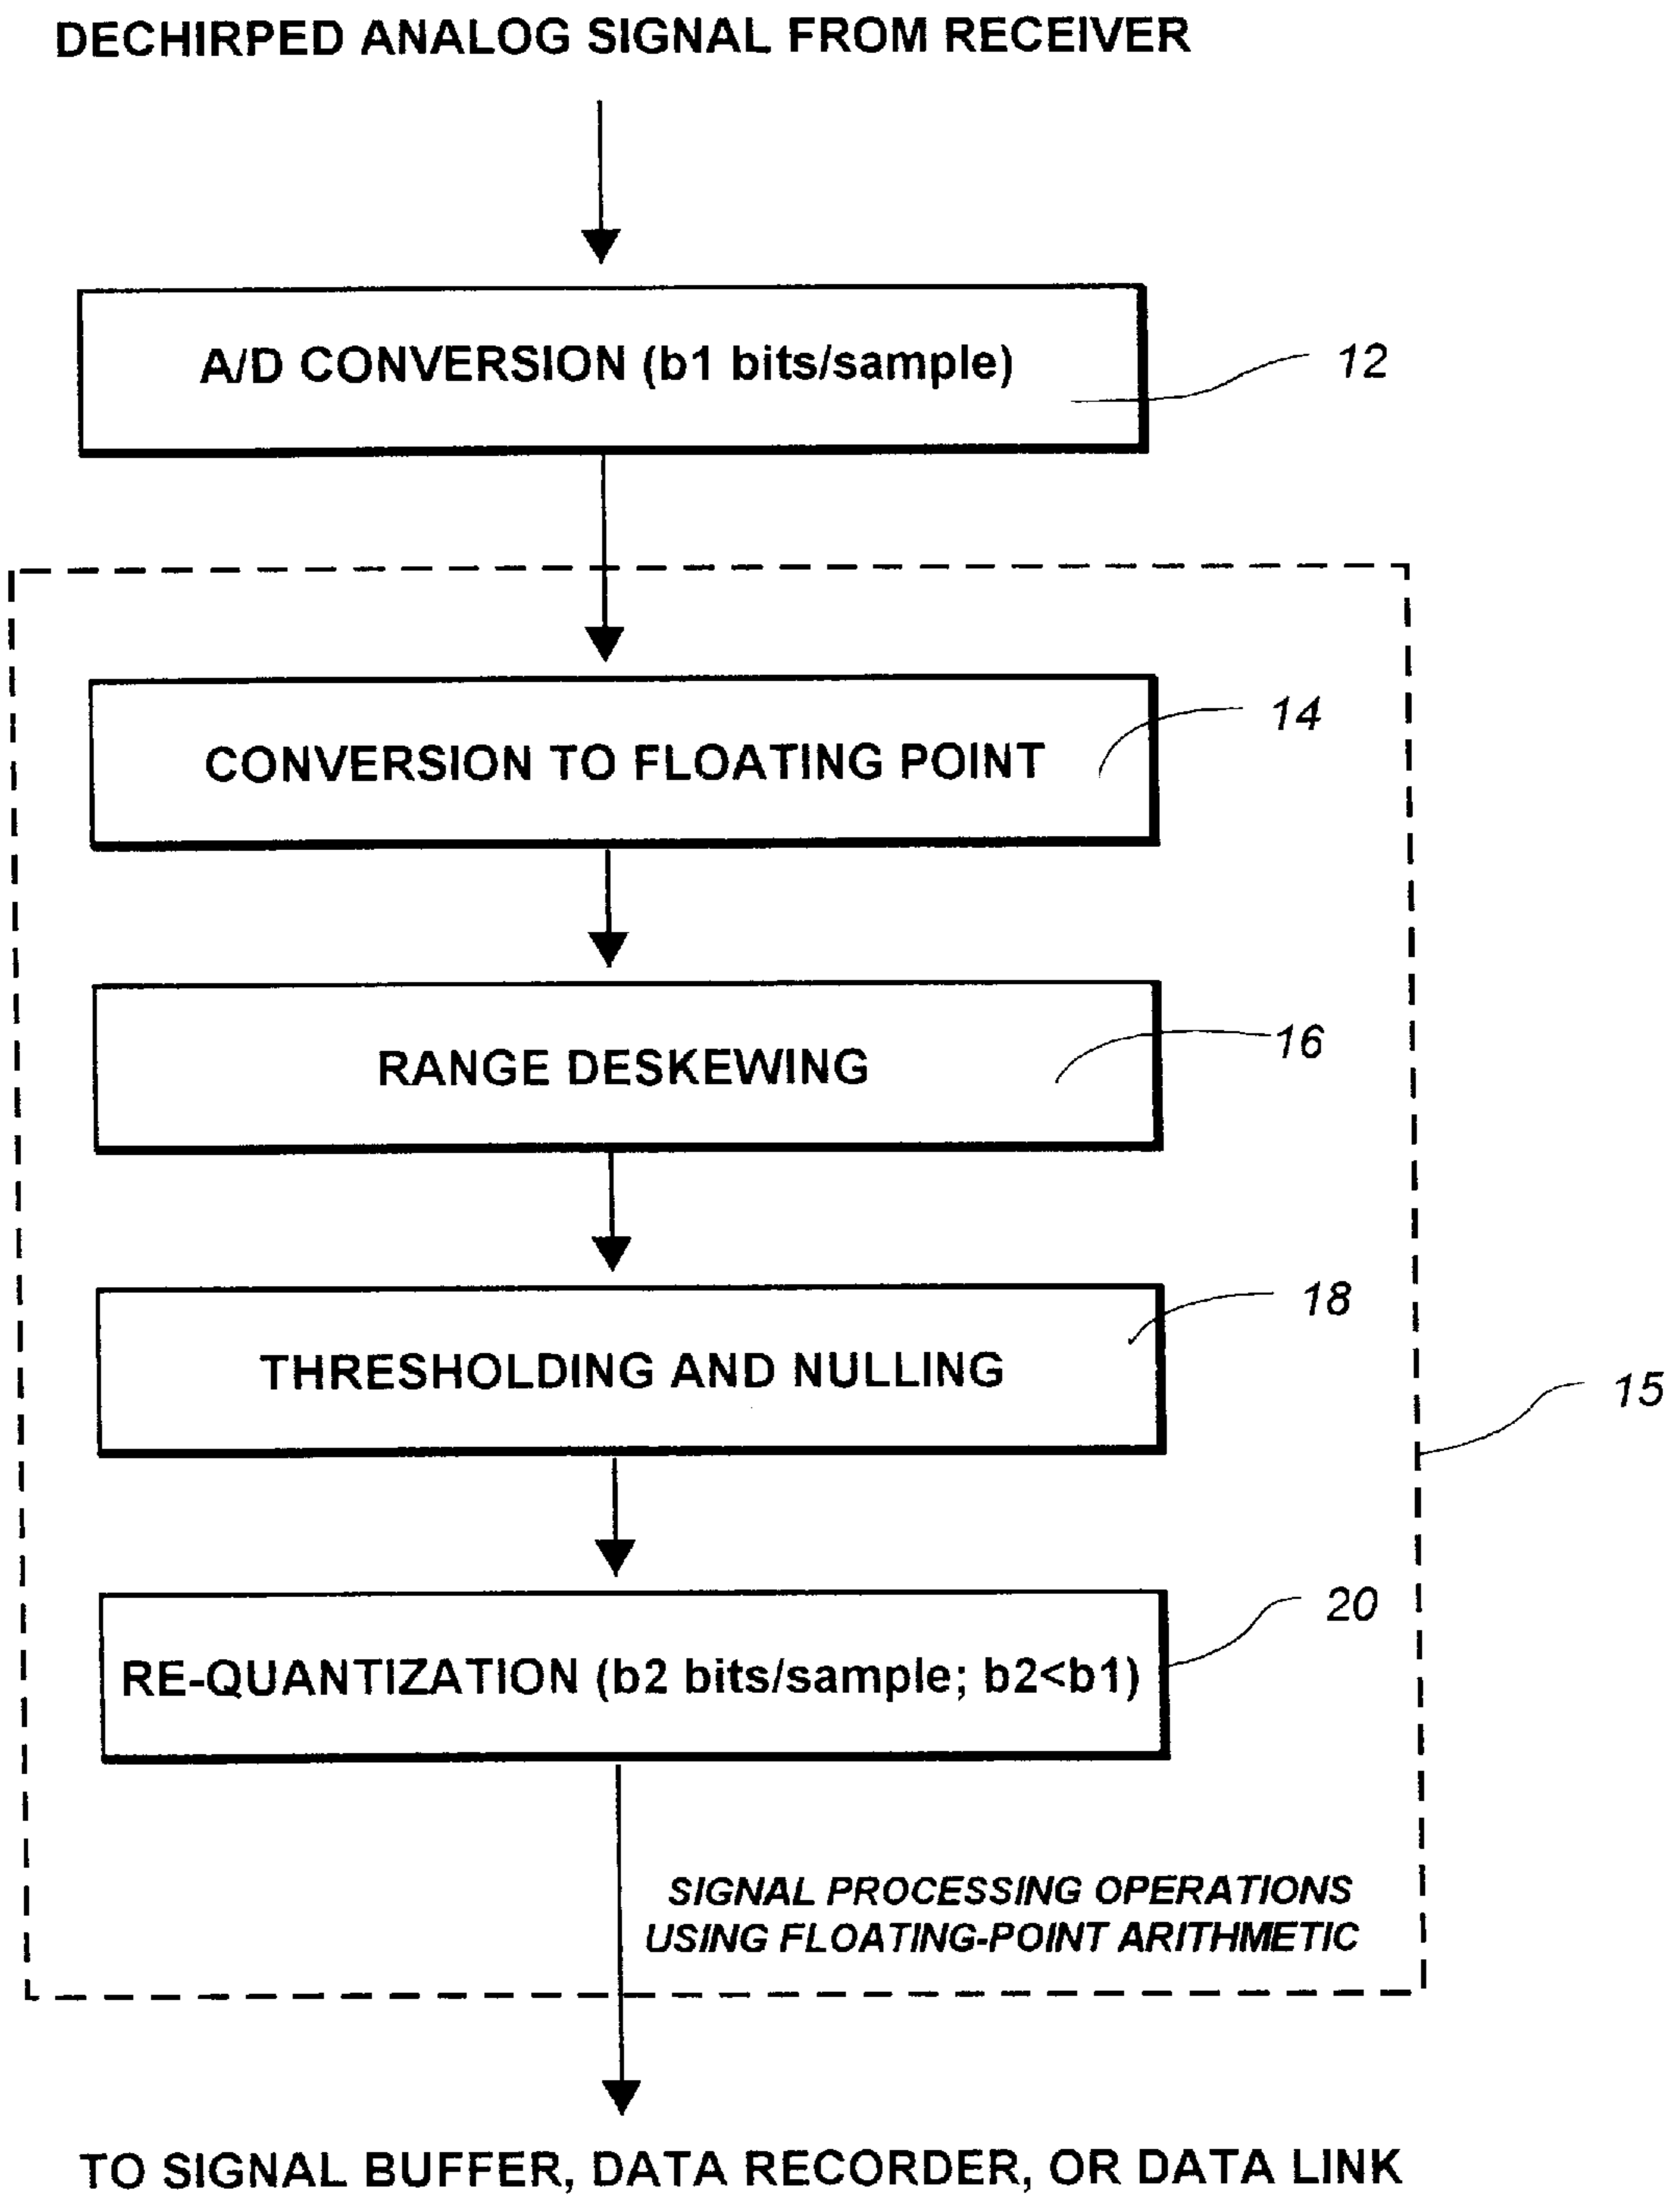 DECHIRPED ANALOG SIGNAL FROM RECEIVER
A/D CONVERSION (b1 bits/sample)
12
CONVERSION TO FLOATING POINT
14
RANGE DESKEWING
16
THRESHOLDING AND NULLING
18
15
RE-QUANTIZATION (b2 bits/sample; b2<b1)
20
SIGNAL PROCESSING OPERATIONS
USING FLOATING-POINT ARITHMETIC
TO SIGNAL BUFFER, DATA RECORDER, OR DATA LINK